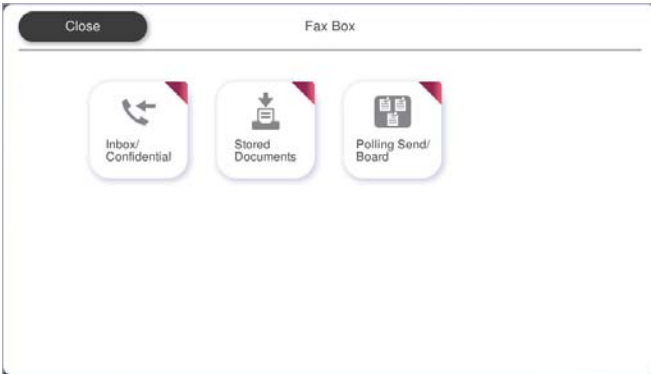 Close
Fax Box
Inbox/
Confidential
Stored
Documents
Polling Send/
Board